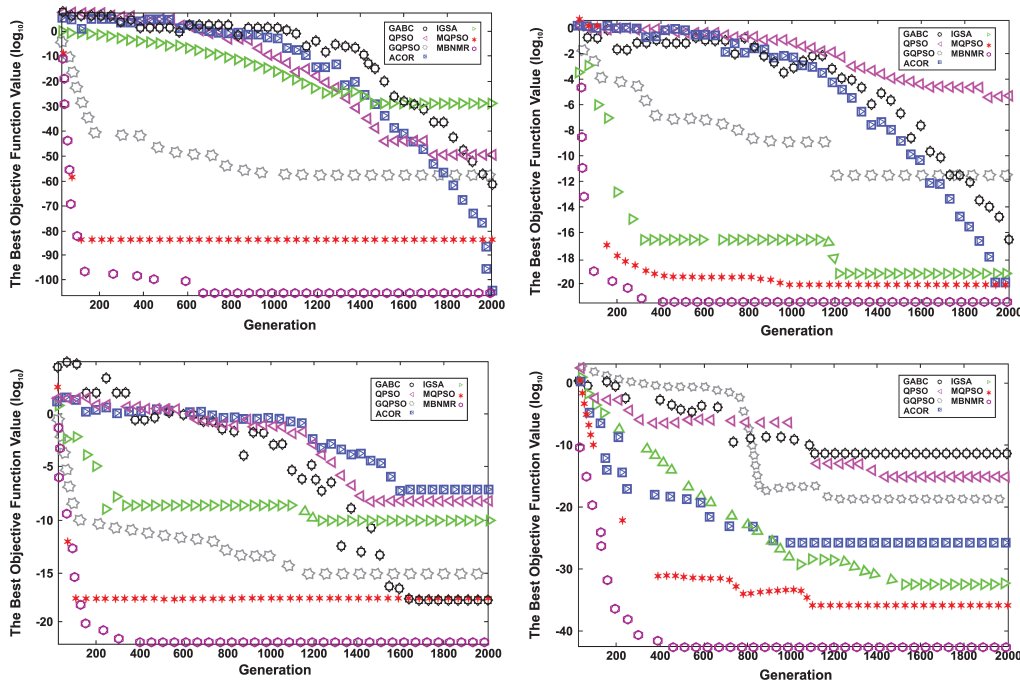 The Best Objective Function Value (log₁₀)
0
-10
-20
-30
-40
-50
-60
-70
-80
-90
-100
GABC IGSA
QPSO MQPSO
GQPSO MBNMR
ACOR
200 400 600 800 1000 1200 1400 1600 1800 2000
Generation
The Best Objective Function Value (log₁₀)
0
-2
-4
-6
-8
-10
-12
-14
-16
-19
-20
GABC IGSA
QPSO MQPSO
GQPSO MBNMR
ACOR
200 400 600 800 1000 1200 1400 1600 1800 2000
Generation
The Best Objective Function Value (log₁₀)
0
-5
-10
-15
-20
GABC IGSA
QPSO MQPSO
GQPSO MBNMR
ACOR
200 400 600 800 1000 1200 1400 1600 1800 2000
Generation
The Best Objective Function Value (log₁₀)
0
-10
-20
-30
-40
GABC IGSA
QPSO MQPSO
GQPSO MBNMR
ACOR
200 400 600 800 1000 1200 1400 1600 1800 2000
Generation